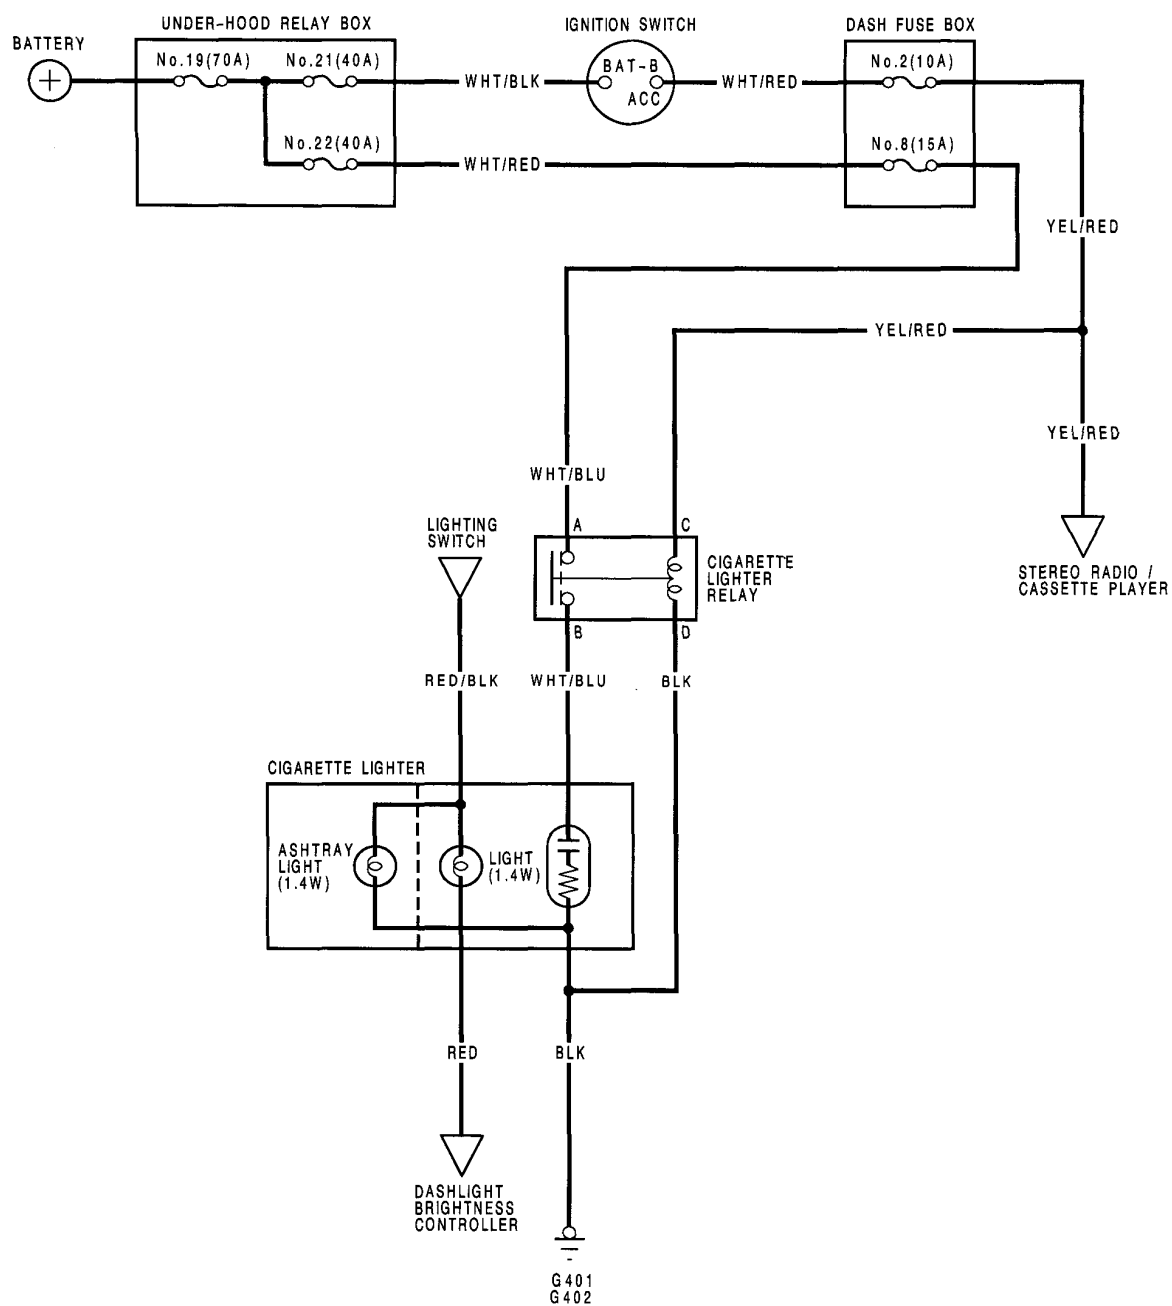 UNDER-HOOD RELAY BOX
IGNITION SWITCH
DASH FUSE BOX
BATTERY
No.19(70A)
No.21(40A)
BAT-B
No.2(10A)
WHT/BLK
WHT/RED
ACC
No.22(40A)
No.8(15A)
WHT/RED
YEL/RED
YEL/RED
YEL/RED
WHT/BLU
LIGHTING
SWITCH
A
C
CIGARETTE
LIGHTER
RELAY
STEREO RADIO /
CASSETTE PLAYER
B
D
RED/BLK
WHT/BLU
BLK
CIGARETTE LIGHTER
ASHTRAY
LIGHT
(1.4W)
LIGHT
(1.4W)
RED
BLK
DASHLIGHT
BRIGHTNESS
CONTROLLER
G401
G402